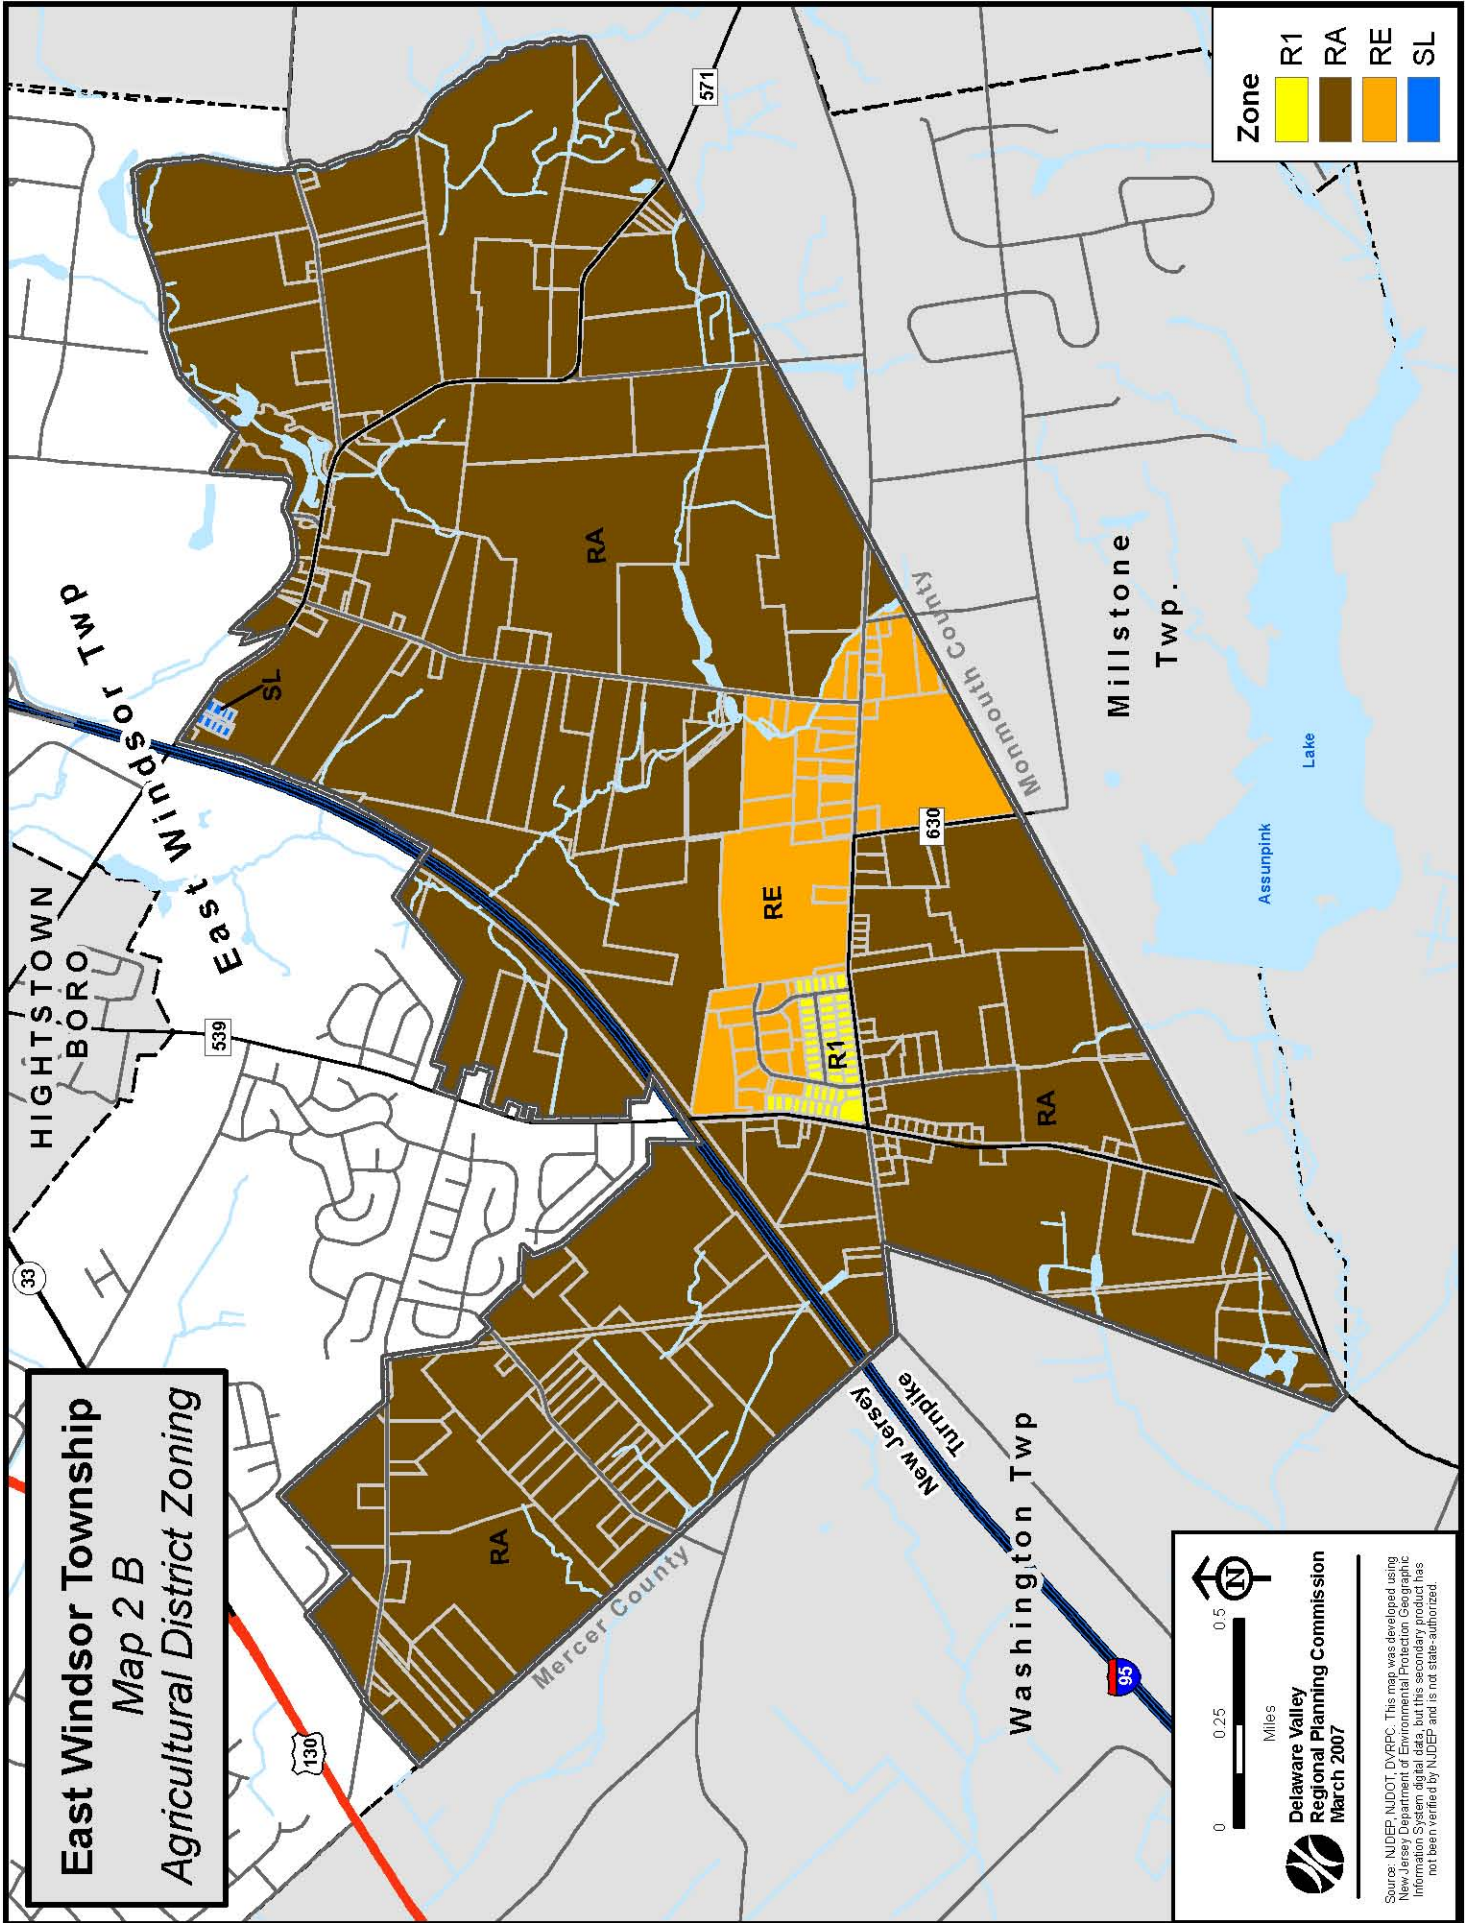 East Windsor Township
Map 2 B
Agricultural District Zoning
33
130
539
HIGHTSTOWN
BORO
East Windsor Twp
SL
571
RA
RE
R1
630
RA
RA
Monmouth County
Millstone
Twp.
Assunpink
Lake
Mercer County
New Jersey
Turnpike
Washington Twp
95
Zone
R1
RA
RE
SL
0 0.25 0.5
Miles
N
Delaware Valley
Regional Planning Commission
March 2007
Source: NJDEP, NJDOT, DVRPC. This map was developed using
New Jersey Department of Environmental Protection Geographic
Information System digital data, but this secondary product has
not been verified by NJDEP and is not state-authorized.